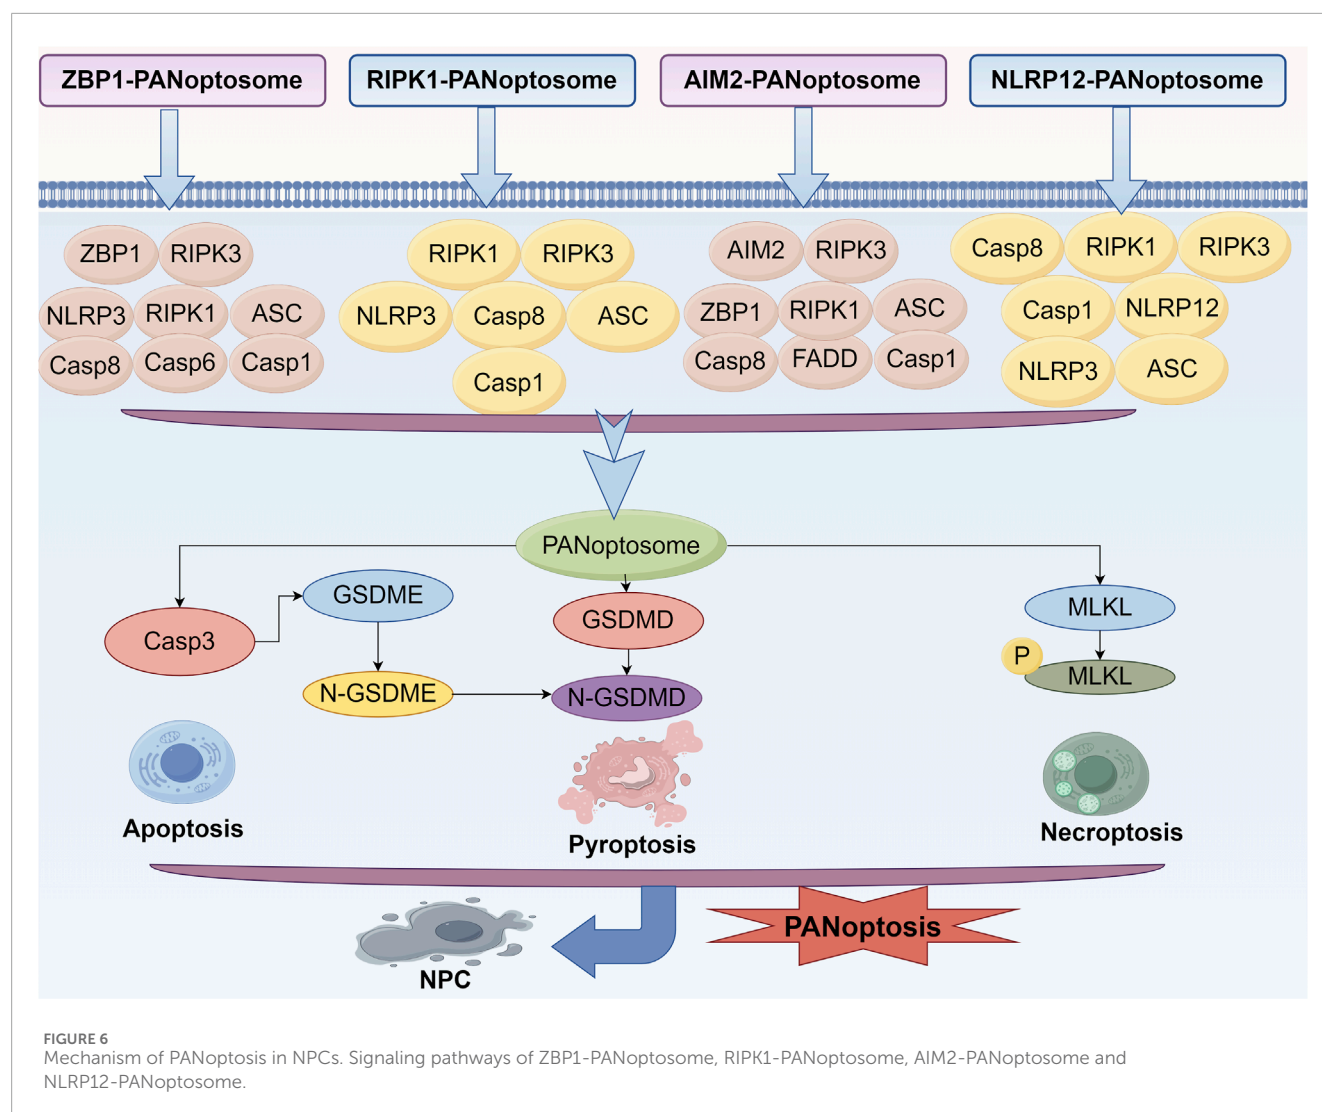 ZBP1-PANoptosome
RIPK1-PANoptosome
AIM2-PANoptosome
NLRP12-PANoptosome
ZBP1
RIPK3
NLRP3
RIPK1
ASC
Casp8
Casp6
Casp1
RIPK1
RIPK3
NLRP3
Casp8
ASC
Casp1
AIM2
RIPK3
ZBP1
RIPK1
ASC
Casp8
FADD
Casp1
Casp8
RIPK1
RIPK3
Casp1
NLRP12
NLRP3
ASC
PANoptosome
Casp3
GSDME
N-GSDME
GSDMD
N-GSDMD
MLKL
P
MLKL
Apoptosis
Pyroptosis
Necroptosis
PANoptosis
NPC
FIGURE 6
Mechanism of PANoptosis in NPCs. Signaling pathways of ZBP1-PANoptosome, RIPK1-PANoptosome, AIM2-PANoptosome and
NLRP12-PANoptosome.